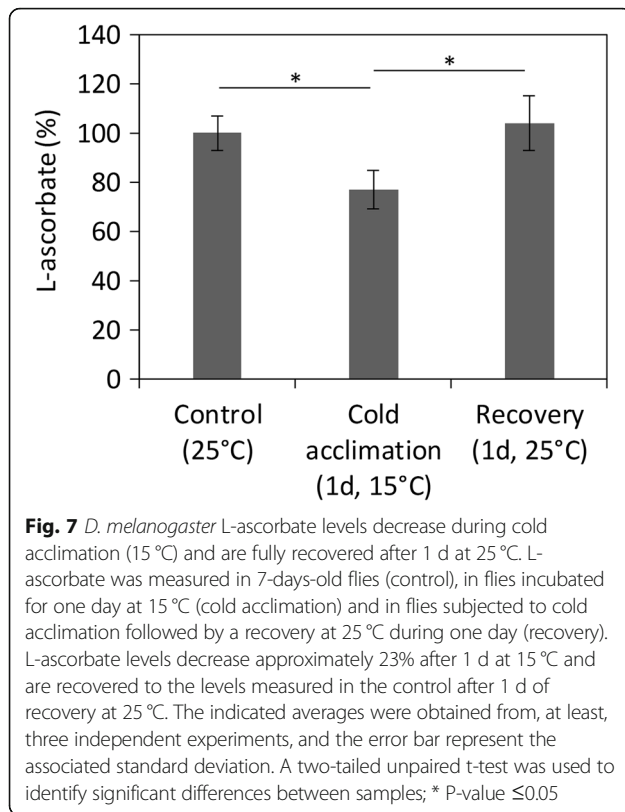 140
120
100
80
60
40
20
0
L-ascorbate (%)
*
*
Control
(25°C)
Cold
acclimation
(1d, 15°C)
Recovery
(1d, 25°C)
Fig. 7 D. melanogaster L-ascorbate levels decrease during cold
acclimation (15 °C) and are fully recovered after 1 d at 25 °C. L-
ascorbate was measured in 7-days-old flies (control), in flies incubated
for one day at 15 °C (cold acclimation) and in flies subjected to cold
acclimation followed by a recovery at 25 °C during one day (recovery).
L-ascorbate levels decrease approximately 23% after 1 d at 15 °C and
are recovered to the levels measured in the control after 1 d of
recovery at 25 °C. The indicated averages were obtained from, at least,
three independent experiments, and the error bar represent the
associated standard deviation. A two-tailed unpaired t-test was used to
identify significant differences between samples; * P-value ≤0.05